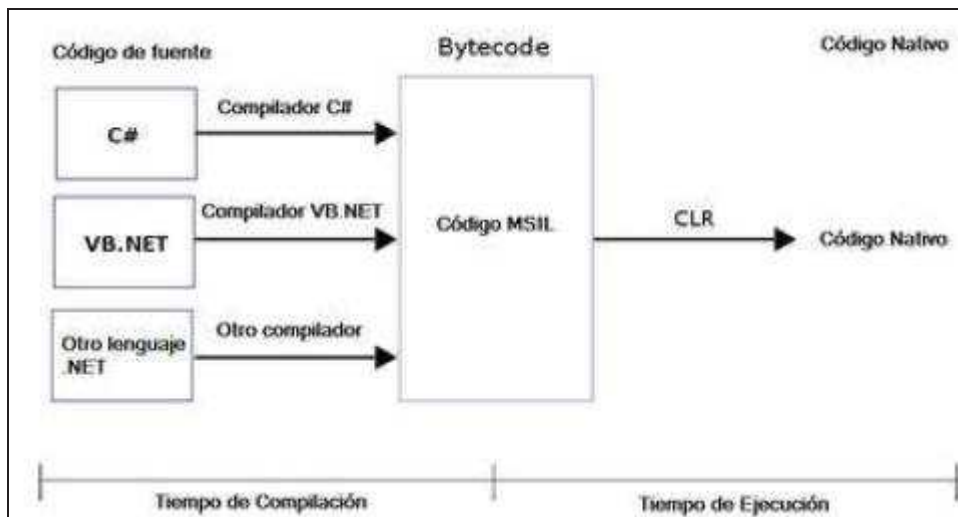 Código de fuente
Bytecode
Código Nativo
C#
Compilador C#
VB.NET
Compilador VB.NET
Código MSIL
CLR
Código Nativo
Otro lenguaje
.NET
Otro compilador
Tiempo de Compilación
Tiempo de Ejecución